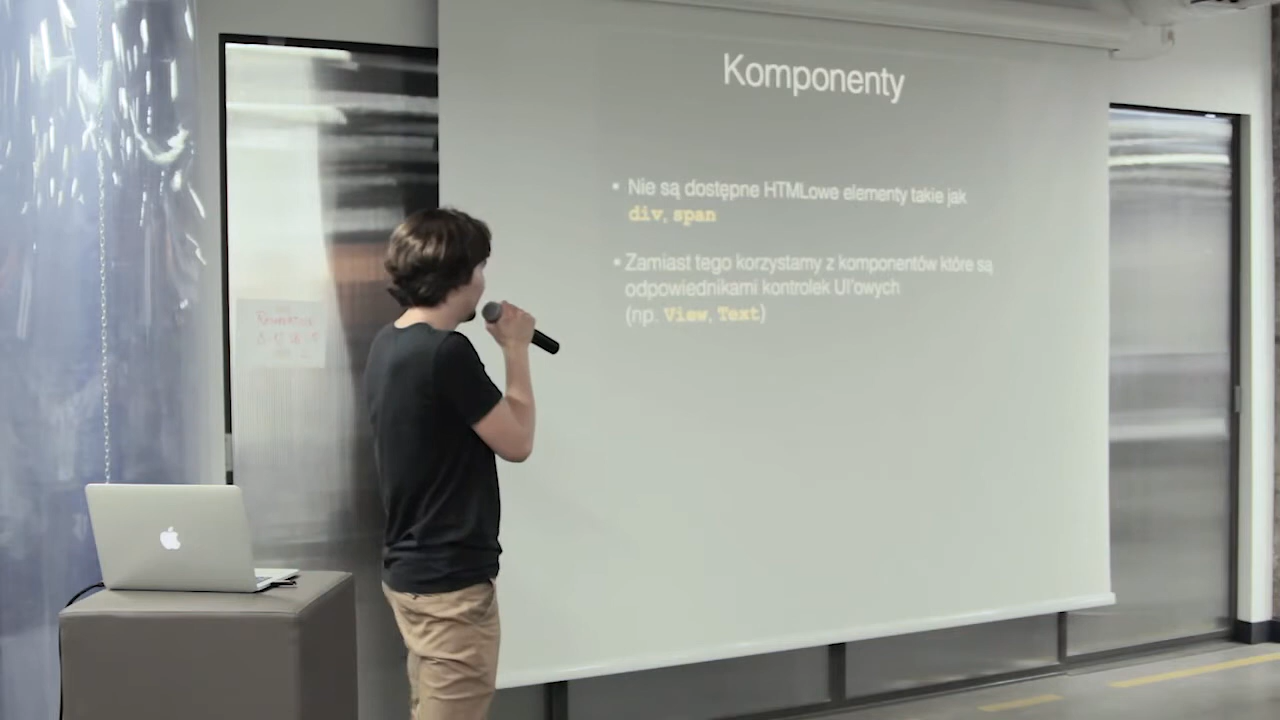 Komponenty
• Nie są dostępne HTMLowe elementy takie jak
div, span
• Zamiast tego korzystamy z komponentów które są
odpowiednikami kontrolek UI'owych
(np. View, Text)